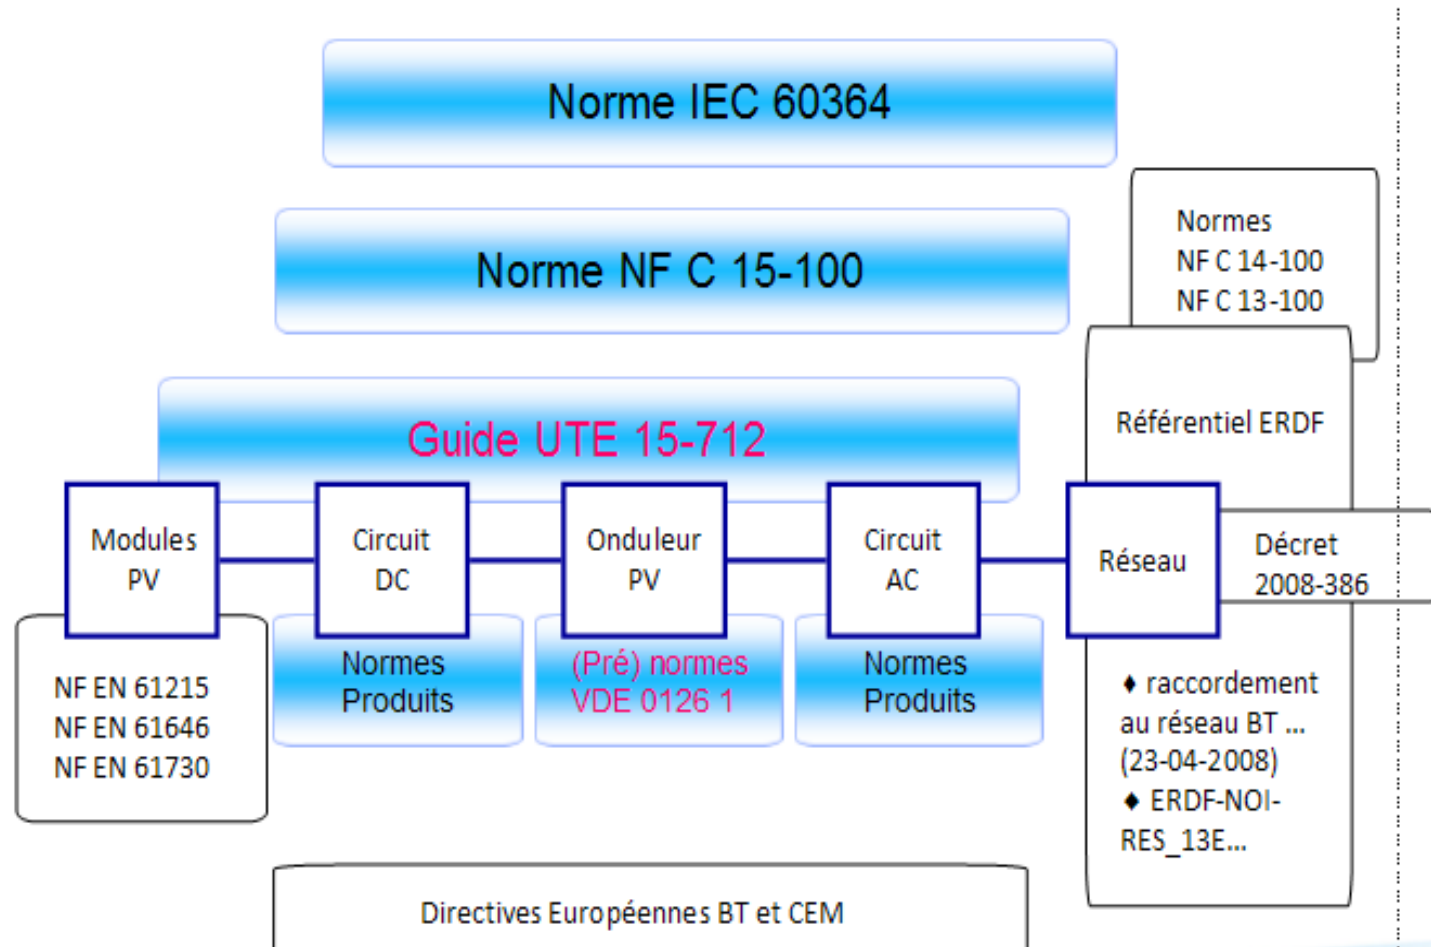 Norme IEC 60364
Normes
NF C 14-100
NF C 13-100
Norme NF C 15-100
Référentiel ERDF
Guide UTE 15-712
Modules
PV
Circuit
DC
Onduleur
PV
Circuit
AC
Réseau
Décret
2008-386
NF EN 61215
NF EN 61646
NF EN 61730
Normes
Produits
(Pré) normes
VDE 0126 1
Normes
Produits
♦ raccordement
au réseau BT ...
(23-04-2008)
♦ ERDF-NOI-
RES_13E...
Directives Européennes BT et CEM